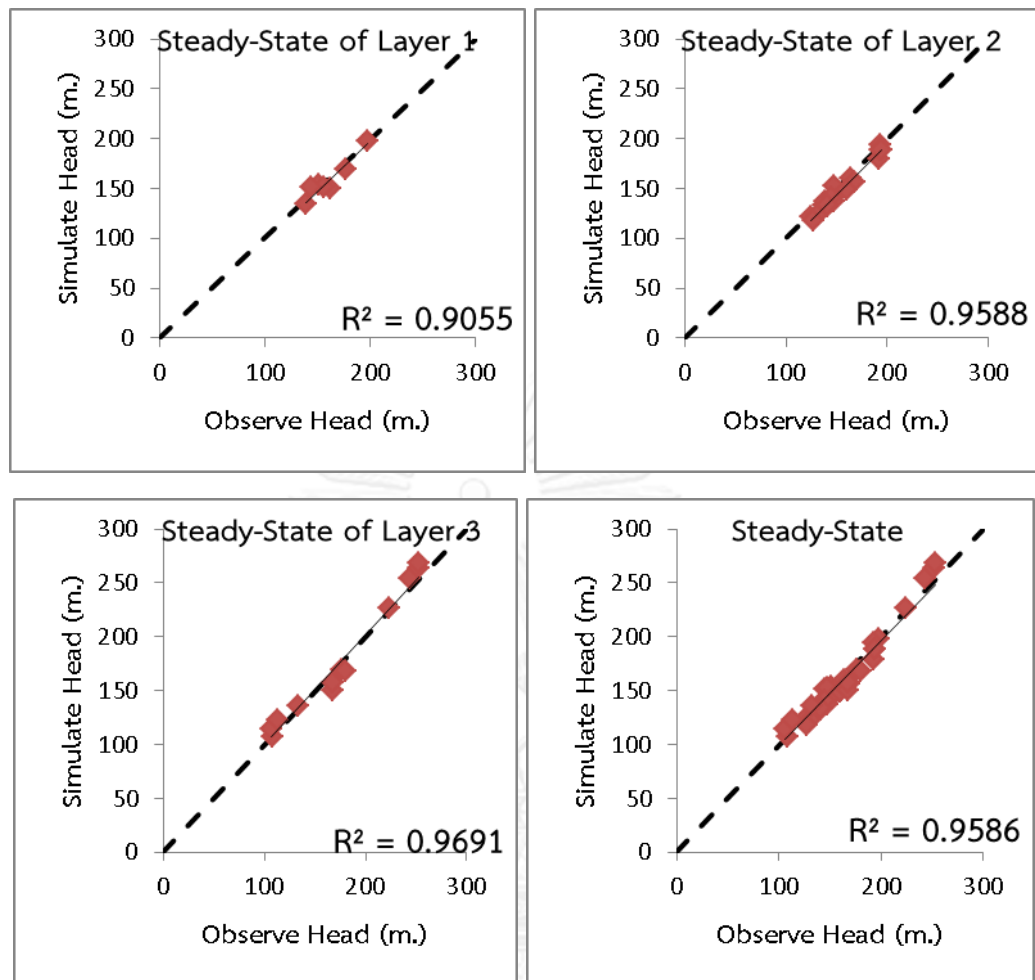 Steady-State of Layer 1
300
250
200
150
100
50
0
0 100 200 300
Simulate Head (m.)
Observe Head (m.)
R² = 0.9055
Steady-State of Layer 2
300
250
200
150
100
50
0
0 100 200 300
Simulate Head (m.)
Observe Head (m.)
R² = 0.9588
Steady-State of Layer 3
300
250
200
150
100
50
0
0 100 200 300
Simulate Head (m.)
Observe Head (m.)
R² = 0.9691
Steady-State
300
250
200
150
100
50
0
0 100 200 300
Simulate Head (m.)
Observe Head (m.)
R² = 0.9586